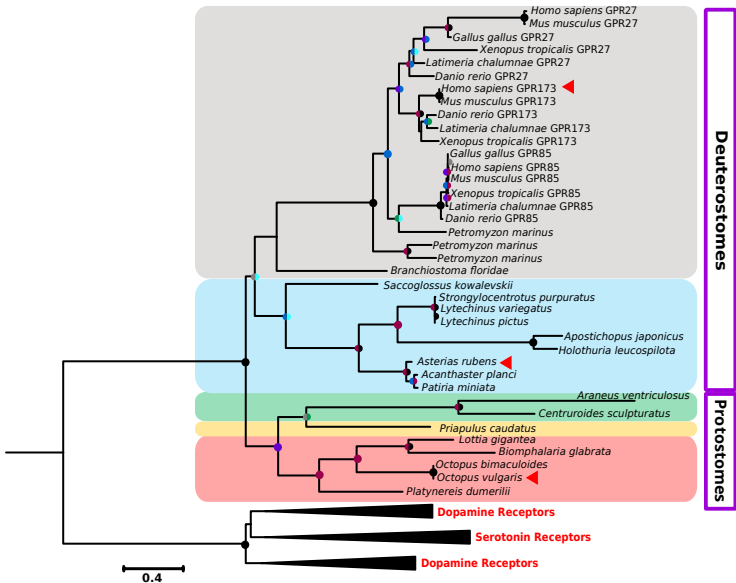 Homo sapiens GPR27
Mus musculus GPR27
Gallus gallus GPR27
Xenopus tropicalis GPR27
Latimeria chalumnae GPR27
Danio rerio GPR27
Homo sapiens GPR173
Mus musculus GPR173
Danio rerio GPR173
Latimeria chalumnae GPR173
Xenopus tropicalis GPR173
Gallus gallus GPR85
Homo sapiens GPR85
Mus musculus GPR85
Xenopus tropicalis GPR85
Latimeria chalumnae GPR85
Danio rerio GPR85
Petromyzon marinus
Petromyzon marinus
Petromyzon marinus
Branchiostoma floridae
Saccoglossus kowalevskii
Strongylocentrotus purpuratus
Lytechinus variegatus
Lytechinus pictus
Apostichopus japonicus
Holothuria leucospilota
Asterias rubens
Acanthaster planci
Patiria miniata
Araneus ventriculosus
Centruroides sculpturatus
Priapulus caudatus
Lottia gigantea
Biomphalaria glabrata
Octopus bimaculoides
Octopus vulgaris
Platynereis dumerilii
Dopamine Receptors
Serotonin Receptors
Dopamine Receptors
0.4
Deuterostomes
Protostomes